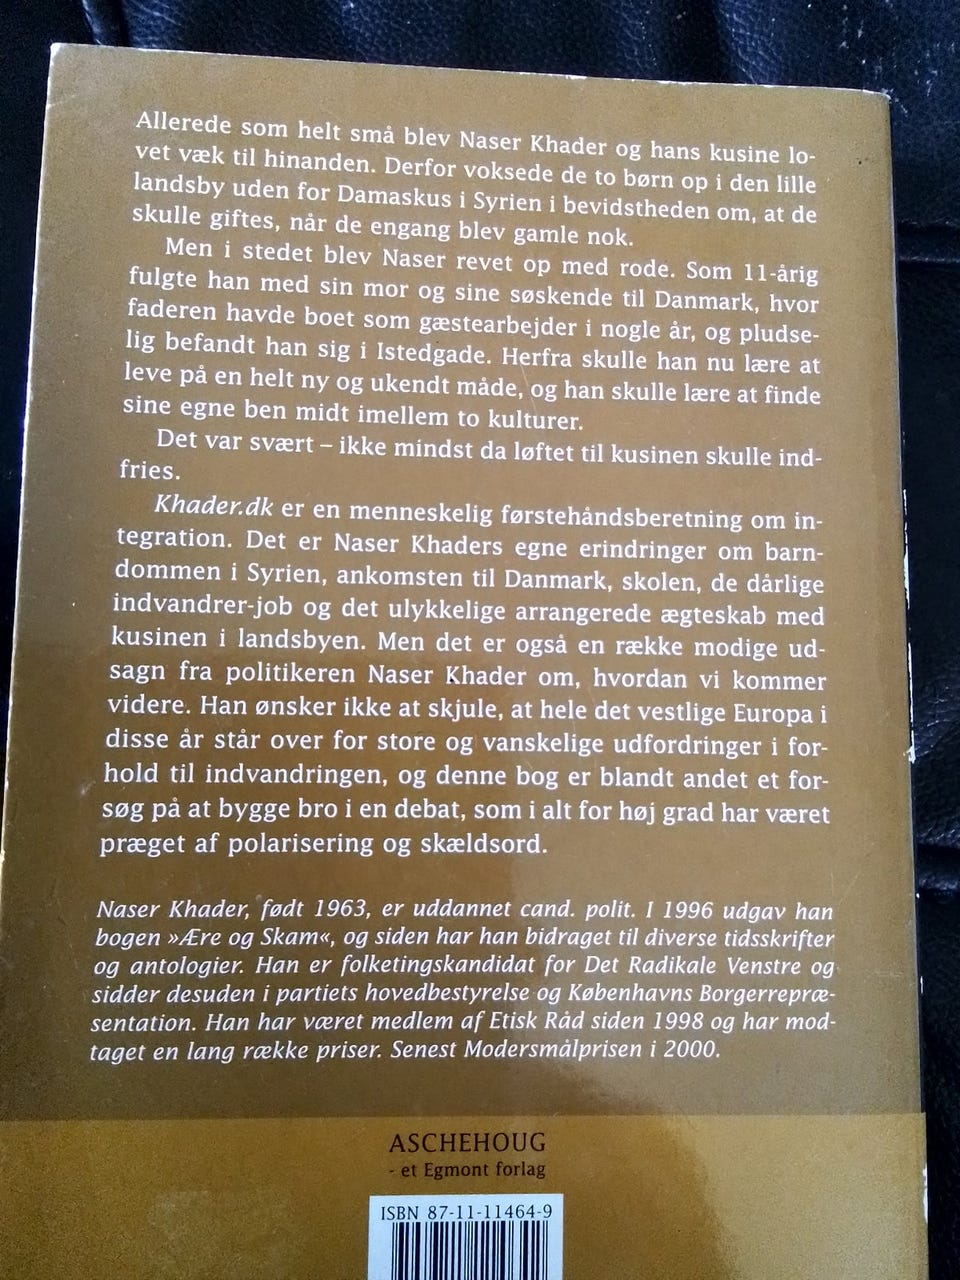 Allerede som helt små blev Naser Khader og hans kusine lo-
vet væk til hinanden. Derfor voksede de to børn op i den lille
landsby uden for Damaskus i Syrien i bevidstheden om, at de
skulle giftes, når de engang blev gamle nok.
Men i stedet blev Naser revet op med rode. Som 11-årig
fulgte han med sin mor og sine søskende til Danmark, hvor
faderen havde boet som gæstearbejder i nogle år, og pludse-
lig befandt han sig i Istedgade. Herfra skulle han nu lære at
leve på en helt ny og ukendt måde, og han skulle lære at finde
sine egne ben midt imellem to kulturer.
Det var svært – ikke mindst da løftet til kusinen skulle ind-
fries.
Khader.dk er en menneskelig førstehåndsberetning om in-
tegration. Det er Naser Khaders egne erindringer om barn-
dommen i Syrien, ankomsten til Danmark, skolen, de dårlige
indvandrer-job og det ulykkelige arrangerede ægteskab med
kusinen i landsbyen. Men det er også en række modige ud-
sagn fra politikeren Naser Khader om, hvordan vi kommer
videre. Han ønsker ikke at skjule, at hele det vestlige Europa i
disse år står over for store og vanskelige udfordringer i for-
hold til indvandringen, og denne bog er blandt andet et for-
søg på at bygge bro i en debat, som i alt for høj grad har været
præget af polarisering og skældsord.
Naser Khader, født 1963, er uddannet cand. polit. I 1996 udgav han
bogen »Ære og Skam«, og siden har han bidraget til diverse tidsskrifter
og antologier. Han er folketingskandidat for Det Radikale Venstre og
sidder desuden i partiets hovedbestyrelse og Københavns Borgerrepræ-
sentation. Han har været medlem af Etisk Råd siden 1998 og har mod-
taget en lang række priser. Senest Modersmålprisen i 2000.
ASCHEHOUG
- et Egmont forlag
ISBN 87-11-11464-9